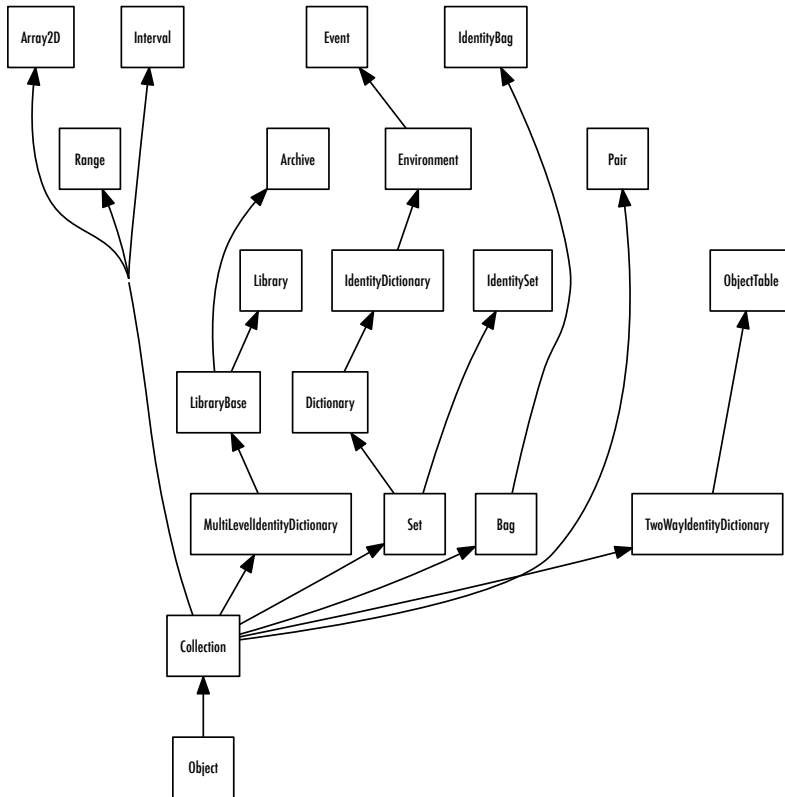 Array2D
Interval
Event
IdentityBag
Range
Archive
Environment
Pair
Library
IdentityDictionary
IdentitySet
ObjectTable
LibraryBase
Dictionary
MultiLevelIdentityDictionary
Set
Bag
TwoWayIdentityDictionary
Collection
Object